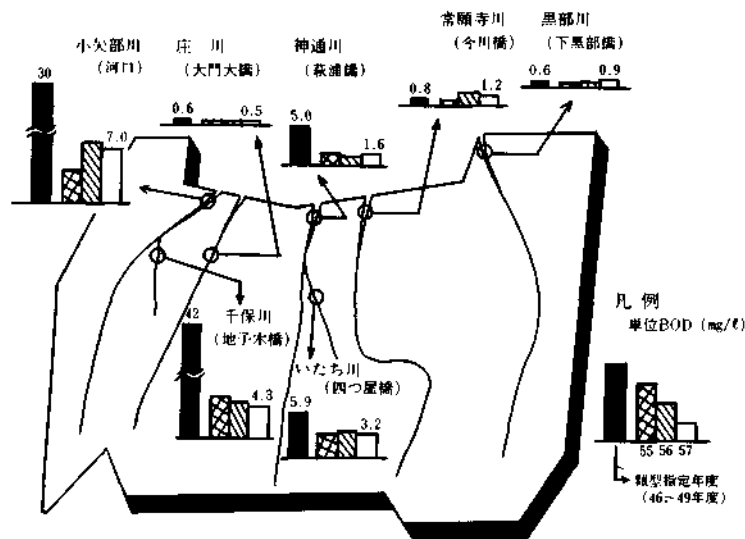 小矢部川
(河口)
30
7.0
庄川
(大門大橋)
0.6
0.5
神通川
(萩浦橋)
5.0
1.6
常願寺川
(今川橋)
0.8
1.2
黒部川
(下黒部橋)
0.6
0.9
千保川
(地子木橋)
42
4.3
いたち川
(四つ屋橋)
5.9
3.2
凡例
単位BOD (mg/ℓ)
55 56 57
類型指定年度
(46~49年度)